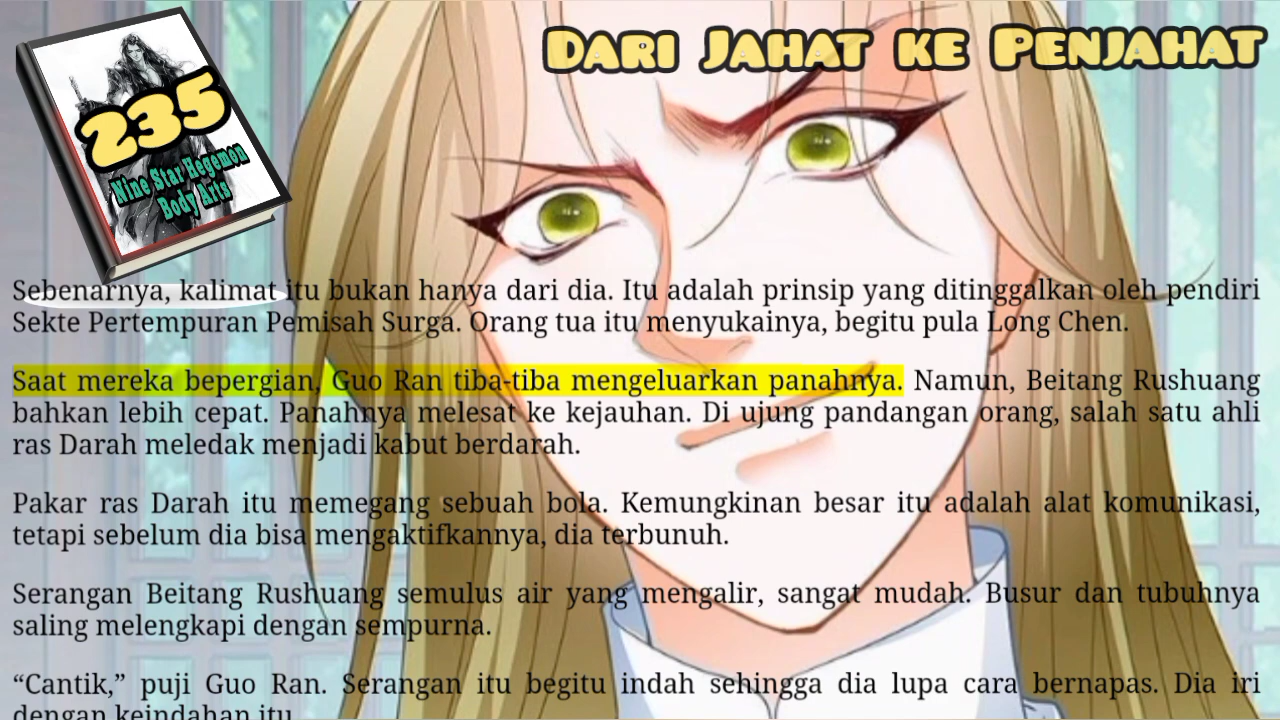 Dari Jahat ke Penjahat
235
Nine Star Hegemon
Body Arts
Sebenarnya, kalimat itu bukan hanya dari dia. Itu adalah prinsip yang ditinggalkan oleh pendiri
Sekte Pertempuran Pemisah Surga. Orang tua itu menyukainya, begitu pula Long Chen.
Saat mereka bepergian, Guo Ran tiba-tiba mengeluarkan panahnya. Namun, Beitang Rushuang
bahkan lebih cepat. Panahnya melesat ke kejauhan. Di ujung pandangan orang, salah satu ahli
ras Darah meledak menjadi kabut berdarah.
Pakar ras Darah itu memegang sebuah bola. Kemungkinan besar itu adalah alat komunikasi,
tetapi sebelum dia bisa mengaktifkannya, dia terbunuh.
Serangan Beitang Rushuang semulus air yang mengalir, sangat mudah. Busur dan tubuhnya
saling melengkapi dengan sempurna.
“Cantik,” puji Guo Ran. Serangan itu begitu indah sehingga dia lupa cara bernapas. Dia iri
dengan keindahan itu.